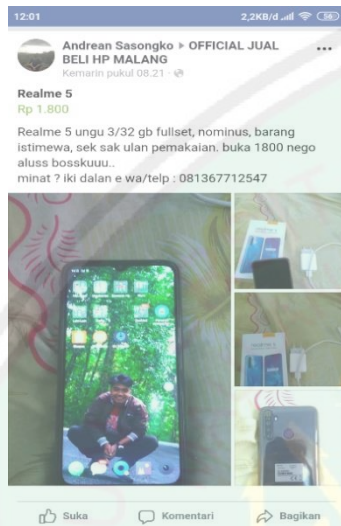 12:01 2,2KB/d 58
Andrean Sasongko ▸ OFFICIAL JUAL
BELI HP MALANG
Kemarin pukul 08.21
Realme 5
Rp 1.800
Realme 5 ungu 3/32 gb fullset, nominus, barang
istimewa, sek sak ulan pemakaian. buka 1800 nego
aluss bosskuuu..
minat ? iki dalan e wa/telp : 081367712547
Suka Komentari Bagikan